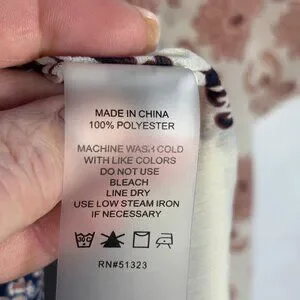 MADE IN CHINA
100% POLYESTER
MACHINE WASH COLD
WITH LIKE COLORS
DO NOT USE
BLEACH
LINE DRY
USE LOW STEAM IRON
IF NECESSARY
30°C
RN#51323